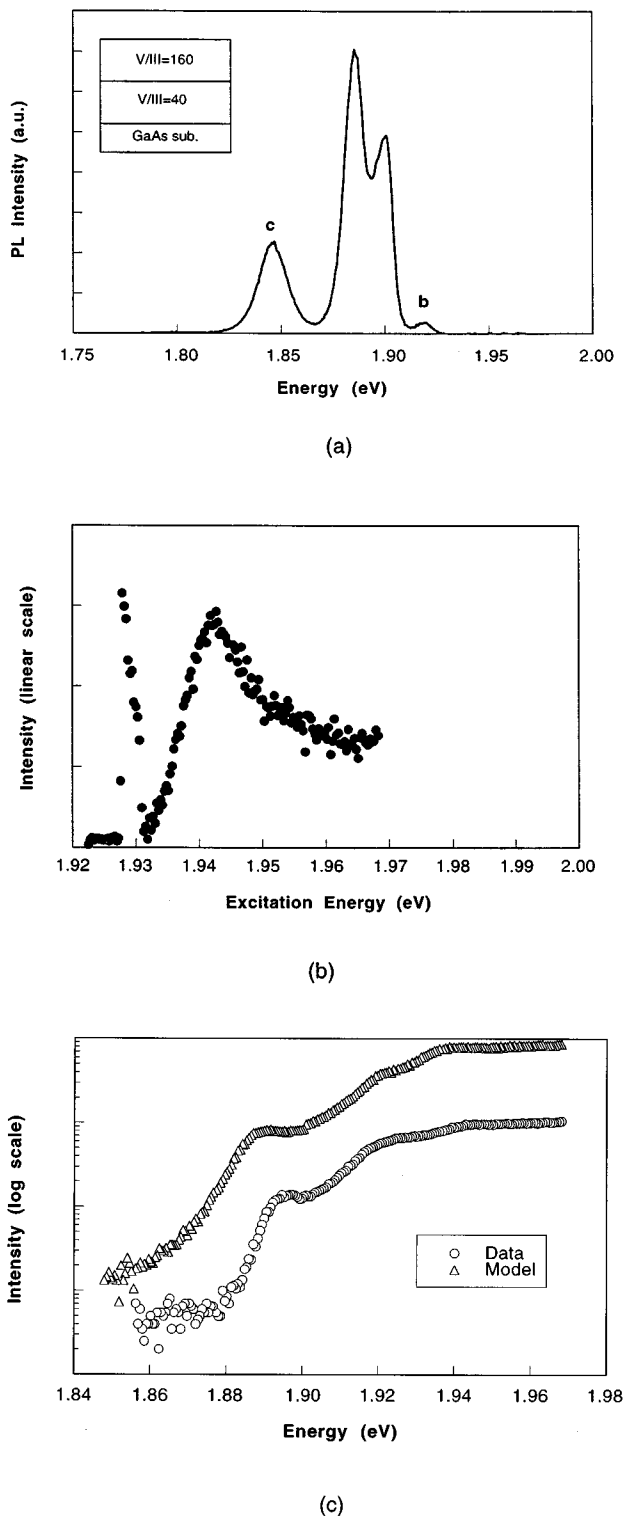 V/III=160
V/III=40
GaAs sub.
PL Intensity (a.u.)
c
b
1.75 1.80 1.85 1.90 1.95 2.00
Energy (eV)
(a)
Intensity (linear scale)
1.92 1.93 1.94 1.95 1.96 1.97 1.98 1.99 2.00
Excitation Energy (eV)
(b)
Intensity (log scale)
Data
Model
1.84 1.86 1.88 1.90 1.92 1.94 1.96 1.98
Energy (eV)
(c)